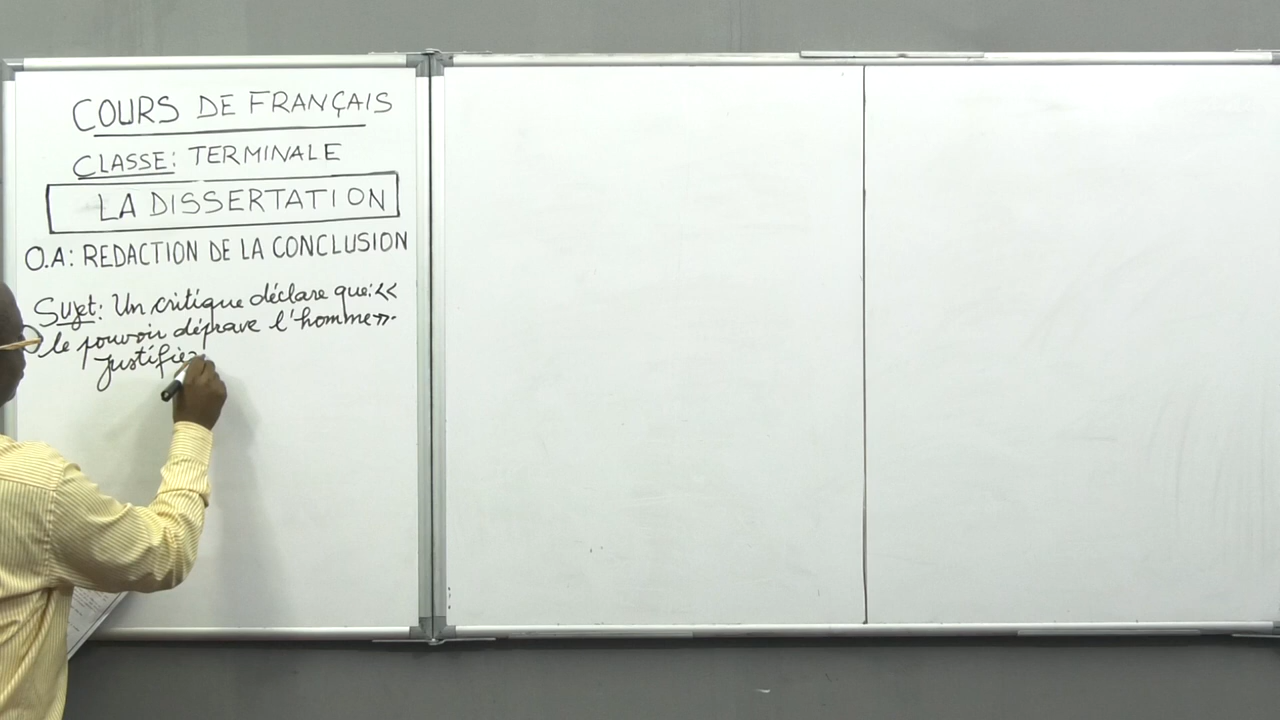 COURS DE FRANÇAIS
CLASSE: TERMINALE
LA DISSERTATION
O.A: REDACTION DE LA CONCLUSION
Sujet: Un critique déclare que: <<
le pouvoir déprave l'homme>>.
Justifiez